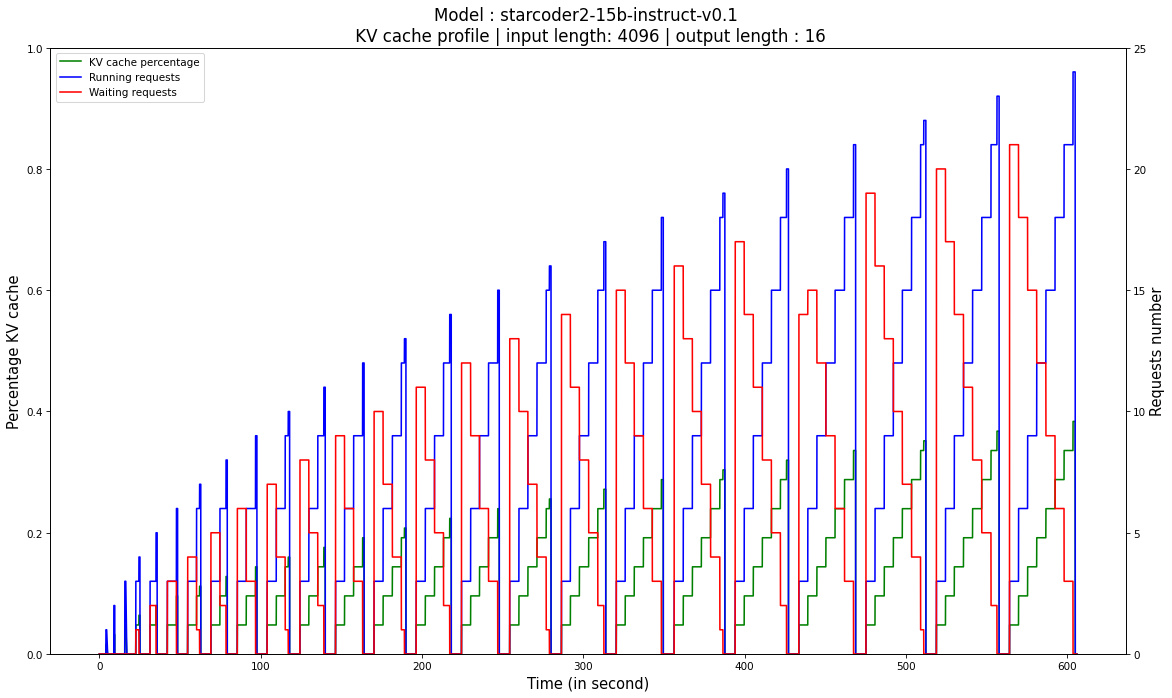 Model : starcoder2-15b-instruct-v0.1
KV cache profile | input length: 4096 | output length : 16
KV cache percentage
Running requests
Waiting requests
Percentage KV cache
1.0
0.8
0.6
0.4
0.2
0.0
25
20
15
10
5
0
Requests number
0 100 200 300 400 500 600
Time (in second)